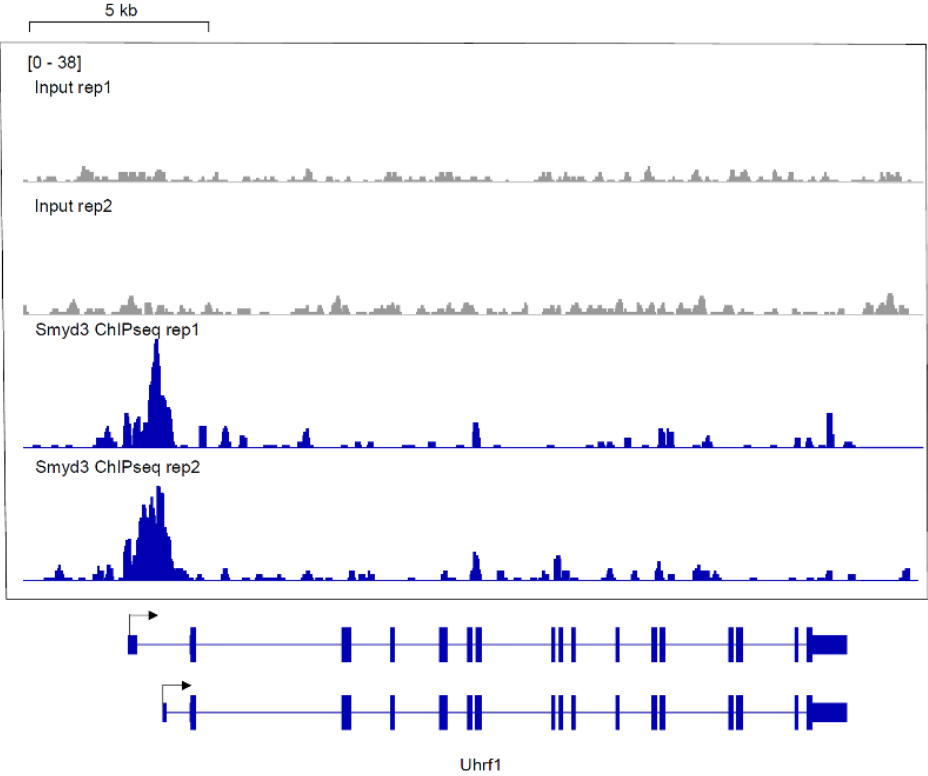 5 kb
[0 - 38]
Input rep1
Input rep2
Smyd3 ChIPseq rep1
Smyd3 ChIPseq rep2
Uhrf1